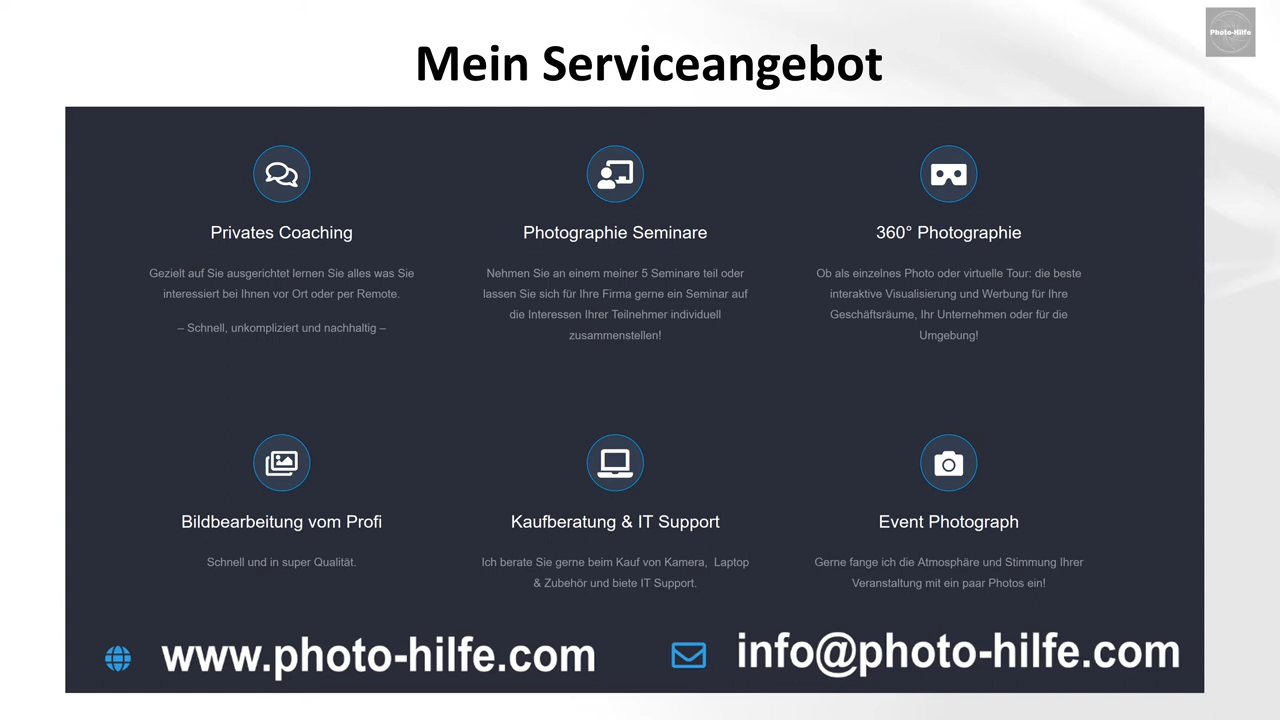 Photo-Hilfe
Mein Serviceangebot
Privates Coaching
Gezielt auf Sie ausgerichtet lernen Sie alles was Sie
interessiert bei Ihnen vor Ort oder per Remote.
– Schnell, unkompliziert und nachhaltig –
Photographie Seminare
Nehmen Sie an einem meiner 5 Seminare teil oder
lassen Sie sich für Ihre Firma gerne ein Seminar auf
die Interessen Ihrer Teilnehmer individuell
zusammenstellen!
360° Photographie
Ob als einzelnes Photo oder virtuelle Tour: die beste
interaktive Visualisierung und Werbung für Ihre
Geschäftsräume, Ihr Unternehmen oder für die
Umgebung!
Bildbearbeitung vom Profi
Schnell und in super Qualität.
Kaufberatung & IT Support
Ich berate Sie gerne beim Kauf von Kamera, Laptop
& Zubehör und biete IT Support.
Event Photograph
Gerne fange ich die Atmosphäre und Stimmung Ihrer
Veranstaltung mit ein paar Photos ein!
www.photo-hilfe.com
info@photo-hilfe.com